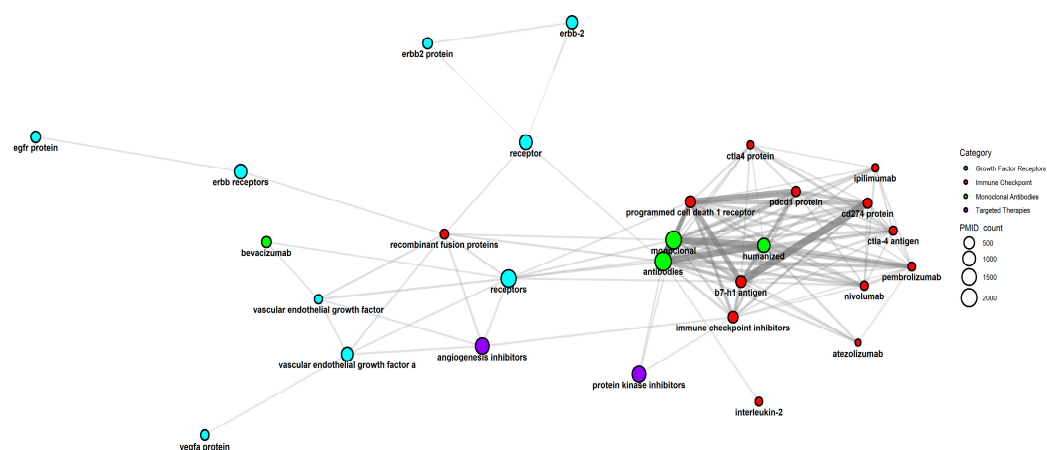 erbb-2
erbb2 protein
egfr protein
receptor
ctla4 protein
erbb receptors
ipilimumab
pdcd1 protein
programmed cell death 1 receptor
cd274 protein
recombinant fusion proteins
ctla-4 antigen
bevacizumab
monoclonal
humanized
antibodies
pembrolizumab
receptors
b7-h1 antigen
nivolumab
vascular endothelial growth factor
immune checkpoint inhibitors
atezolizumab
vascular endothelial growth factor a
angiogenesis inhibitors
protein kinase inhibitors
interleukin-2
vegfa protein
Category
Growth Factor Receptors
Immune Checkpoint
Monoclonal Antibodies
Targeted Therapies
PMID count
500
1000
1500
2000